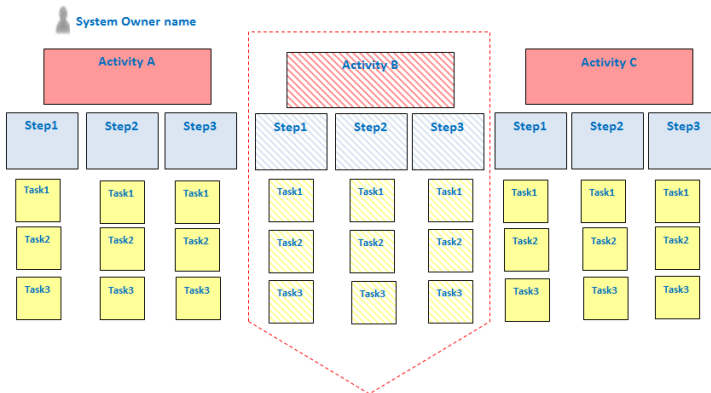 System Owner name
Activity A
Activity B
Activity C
Step1 Step2 Step3 Step1 Step2 Step3 Step1 Step2 Step3
Task1 Task1 Task1 Task1 Task1 Task1 Task1 Task1 Task1
Task2 Task2 Task2 Task2 Task2 Task2 Task2 Task2 Task2
Task3 Task3 Task3 Task3 Task3 Task3 Task3 Task3 Task3